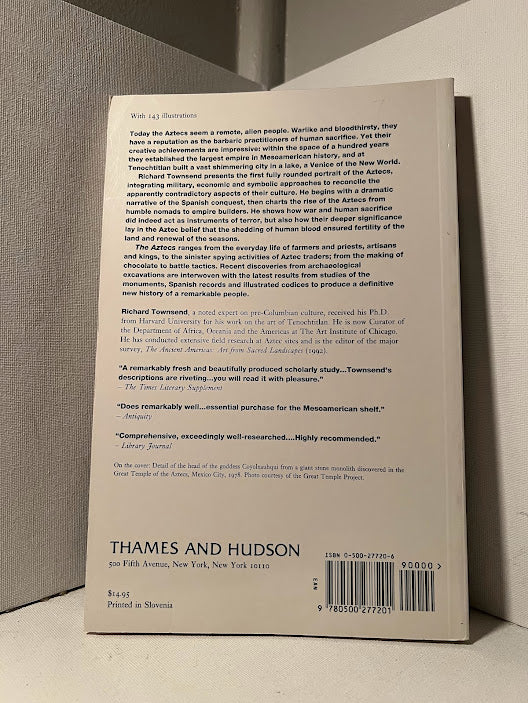 With 143 illustrations
Today the Aztecs seem a remote, alien people. Warlike and bloodthirsty, they
have a reputation as the barbaric practitioners of human sacrifice. Yet their
creative achievements are impressive: within the space of a hundred years
they established the largest empire in Mesoamerican history, and at
Tenochtitlan built a vast shimmering city in a lake, a Venice of the New World.
Richard Townsend presents the first fully rounded portrait of the Aztecs,
integrating military, economic and symbolic approaches to reconcile the
apparently contradictory aspects of their culture. He begins with a dramatic
narrative of the Spanish conquest, then charts the rise of the Aztecs from
humble nomads to empire builders. He shows how war and human sacrifice
did indeed act as instruments of terror, but also how their deeper significance
lay in the Aztec belief that the shedding of human blood ensured fertility of the
land and renewal of the seasons.
The Aztecs ranges from the everyday life of farmers and priests, artisans
and kings, to the sinister spying activities of Aztec traders; from the making of
chocolate to battle tactics. Recent discoveries from archaeological
excavations are interwoven with the latest results from studies of the
monuments, Spanish records and illustrated codices to produce a definitive
new history of a remarkable people.
Richard Townsend, a noted expert on pre-Columbian culture, received his Ph.D.
from Harvard University for his work on the art of Tenochtitlan. He is now Curator of
the Department of Africa, Oceania and the Americas at The Art Institute of Chicago.
He has conducted extensive field research at Aztec sites and is the editor of the major
survey, The Ancient Americas: Art from Sacred Landscapes (1992).
"A remarkably fresh and beautifully produced scholarly study...Townsend's
descriptions are riveting...you will read it with pleasure."
– The Times Literary Supplement
"Does remarkably well...essential purchase for the Mesoamerican shelf."
– Antiquity
"Comprehensive, exceedingly well-researched....Highly recommended."
– Library Journal
On the cover: Detail of the head of the goddess Coyolxauhqui from a giant stone monolith discovered in the
Great Temple of the Aztecs, Mexico City, 1978. Photo courtesy of the Great Temple Project.
THAMES AND HUDSON
500 Fifth Avenue, New York, New York 10110
$14.95
Printed in Slovenia
ISBN 0-500-27720-6
90000 >
EAN
9 780500 277201